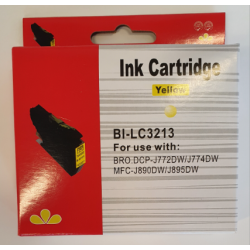 Ink Cartridge
Yellow
BI-LC3213
For use with:
BRO.DCP-J772DW/J774DW
MFC-J890DW/J895DW